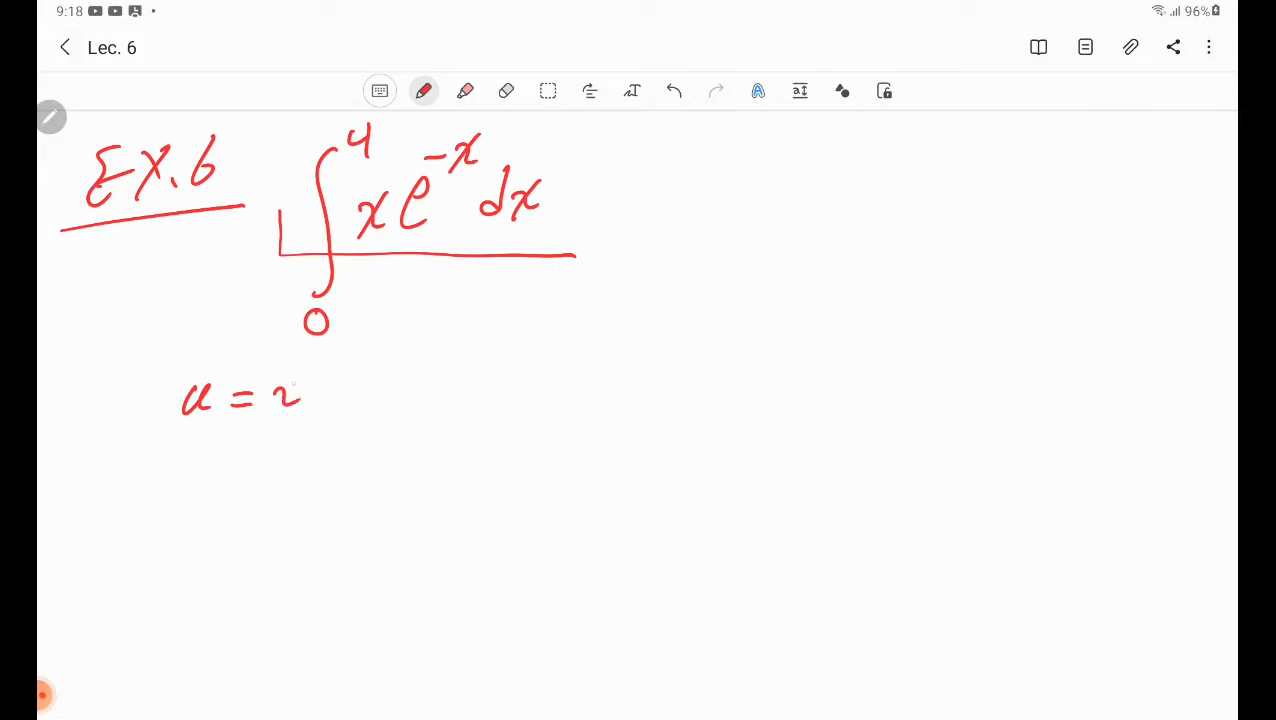 9:18 96%
Lec. 6
Ex. 6 ∫₀⁴ x e^{-x} dx
u =